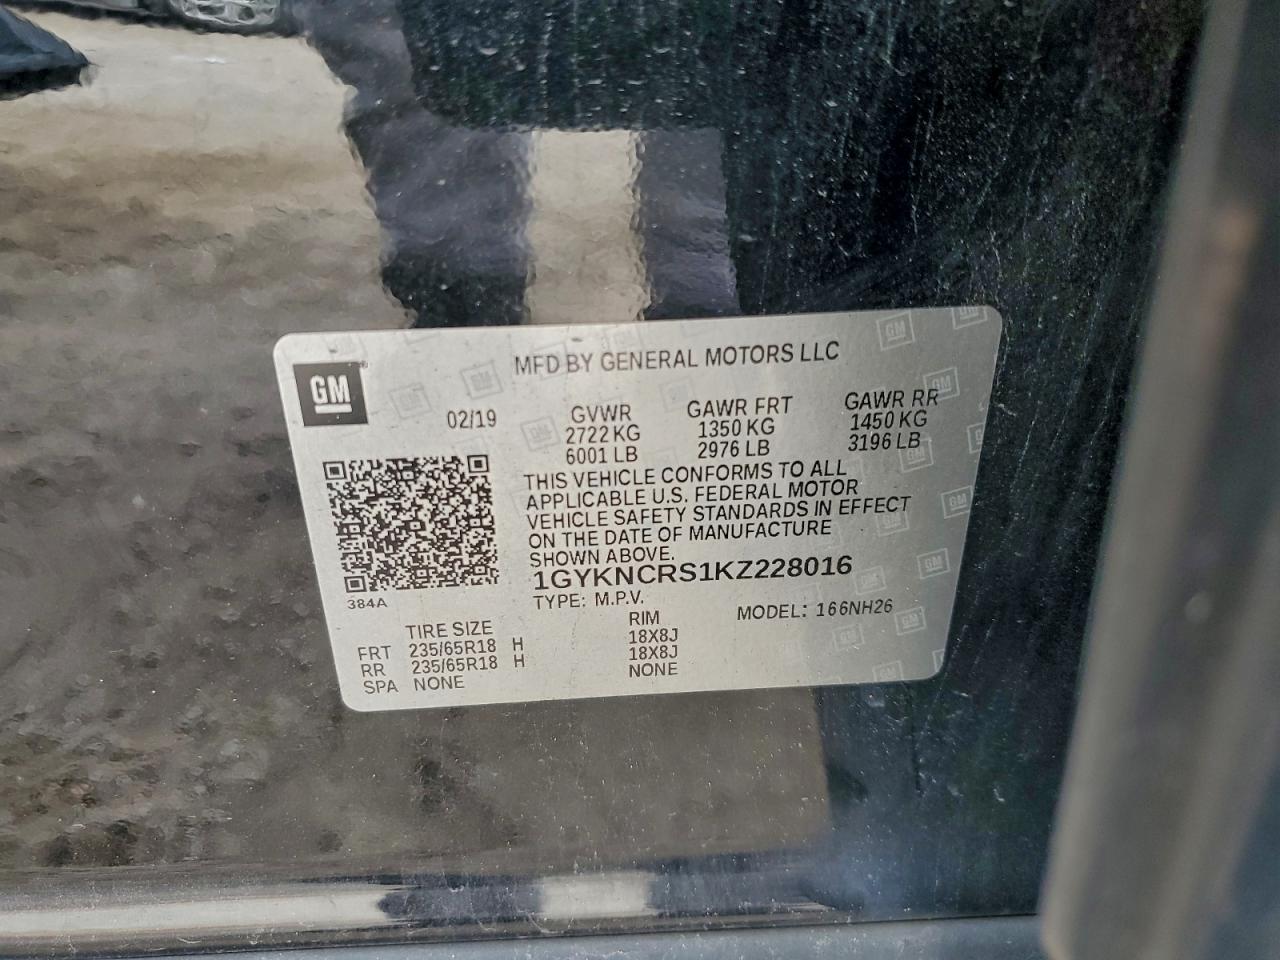 GM
MFD BY GENERAL MOTORS LLC
02/19
GVWR GAWR FRT GAWR RR
2722 KG 1350 KG 1450 KG
6001 LB 2976 LB 3196 LB
THIS VEHICLE CONFORMS TO ALL
APPLICABLE U.S. FEDERAL MOTOR
VEHICLE SAFETY STANDARDS IN EFFECT
ON THE DATE OF MANUFACTURE
SHOWN ABOVE.
1GYKNCRS1KZ228016
384A
TYPE: M.P.V. MODEL: 166NH26
TIRE SIZE RIM
FRT 235/65R18 H 18X8J
RR 235/65R18 H 18X8J
SPA NONE NONE